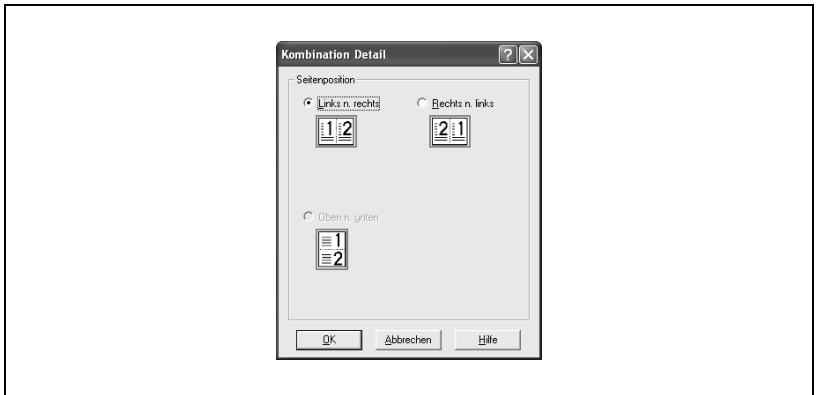 Kombination Detail
Seitenposition
Links n. rechts Rechts n. links
1 2 2 1
Oben n. unten
1
2
OK Abbrechen Hilfe